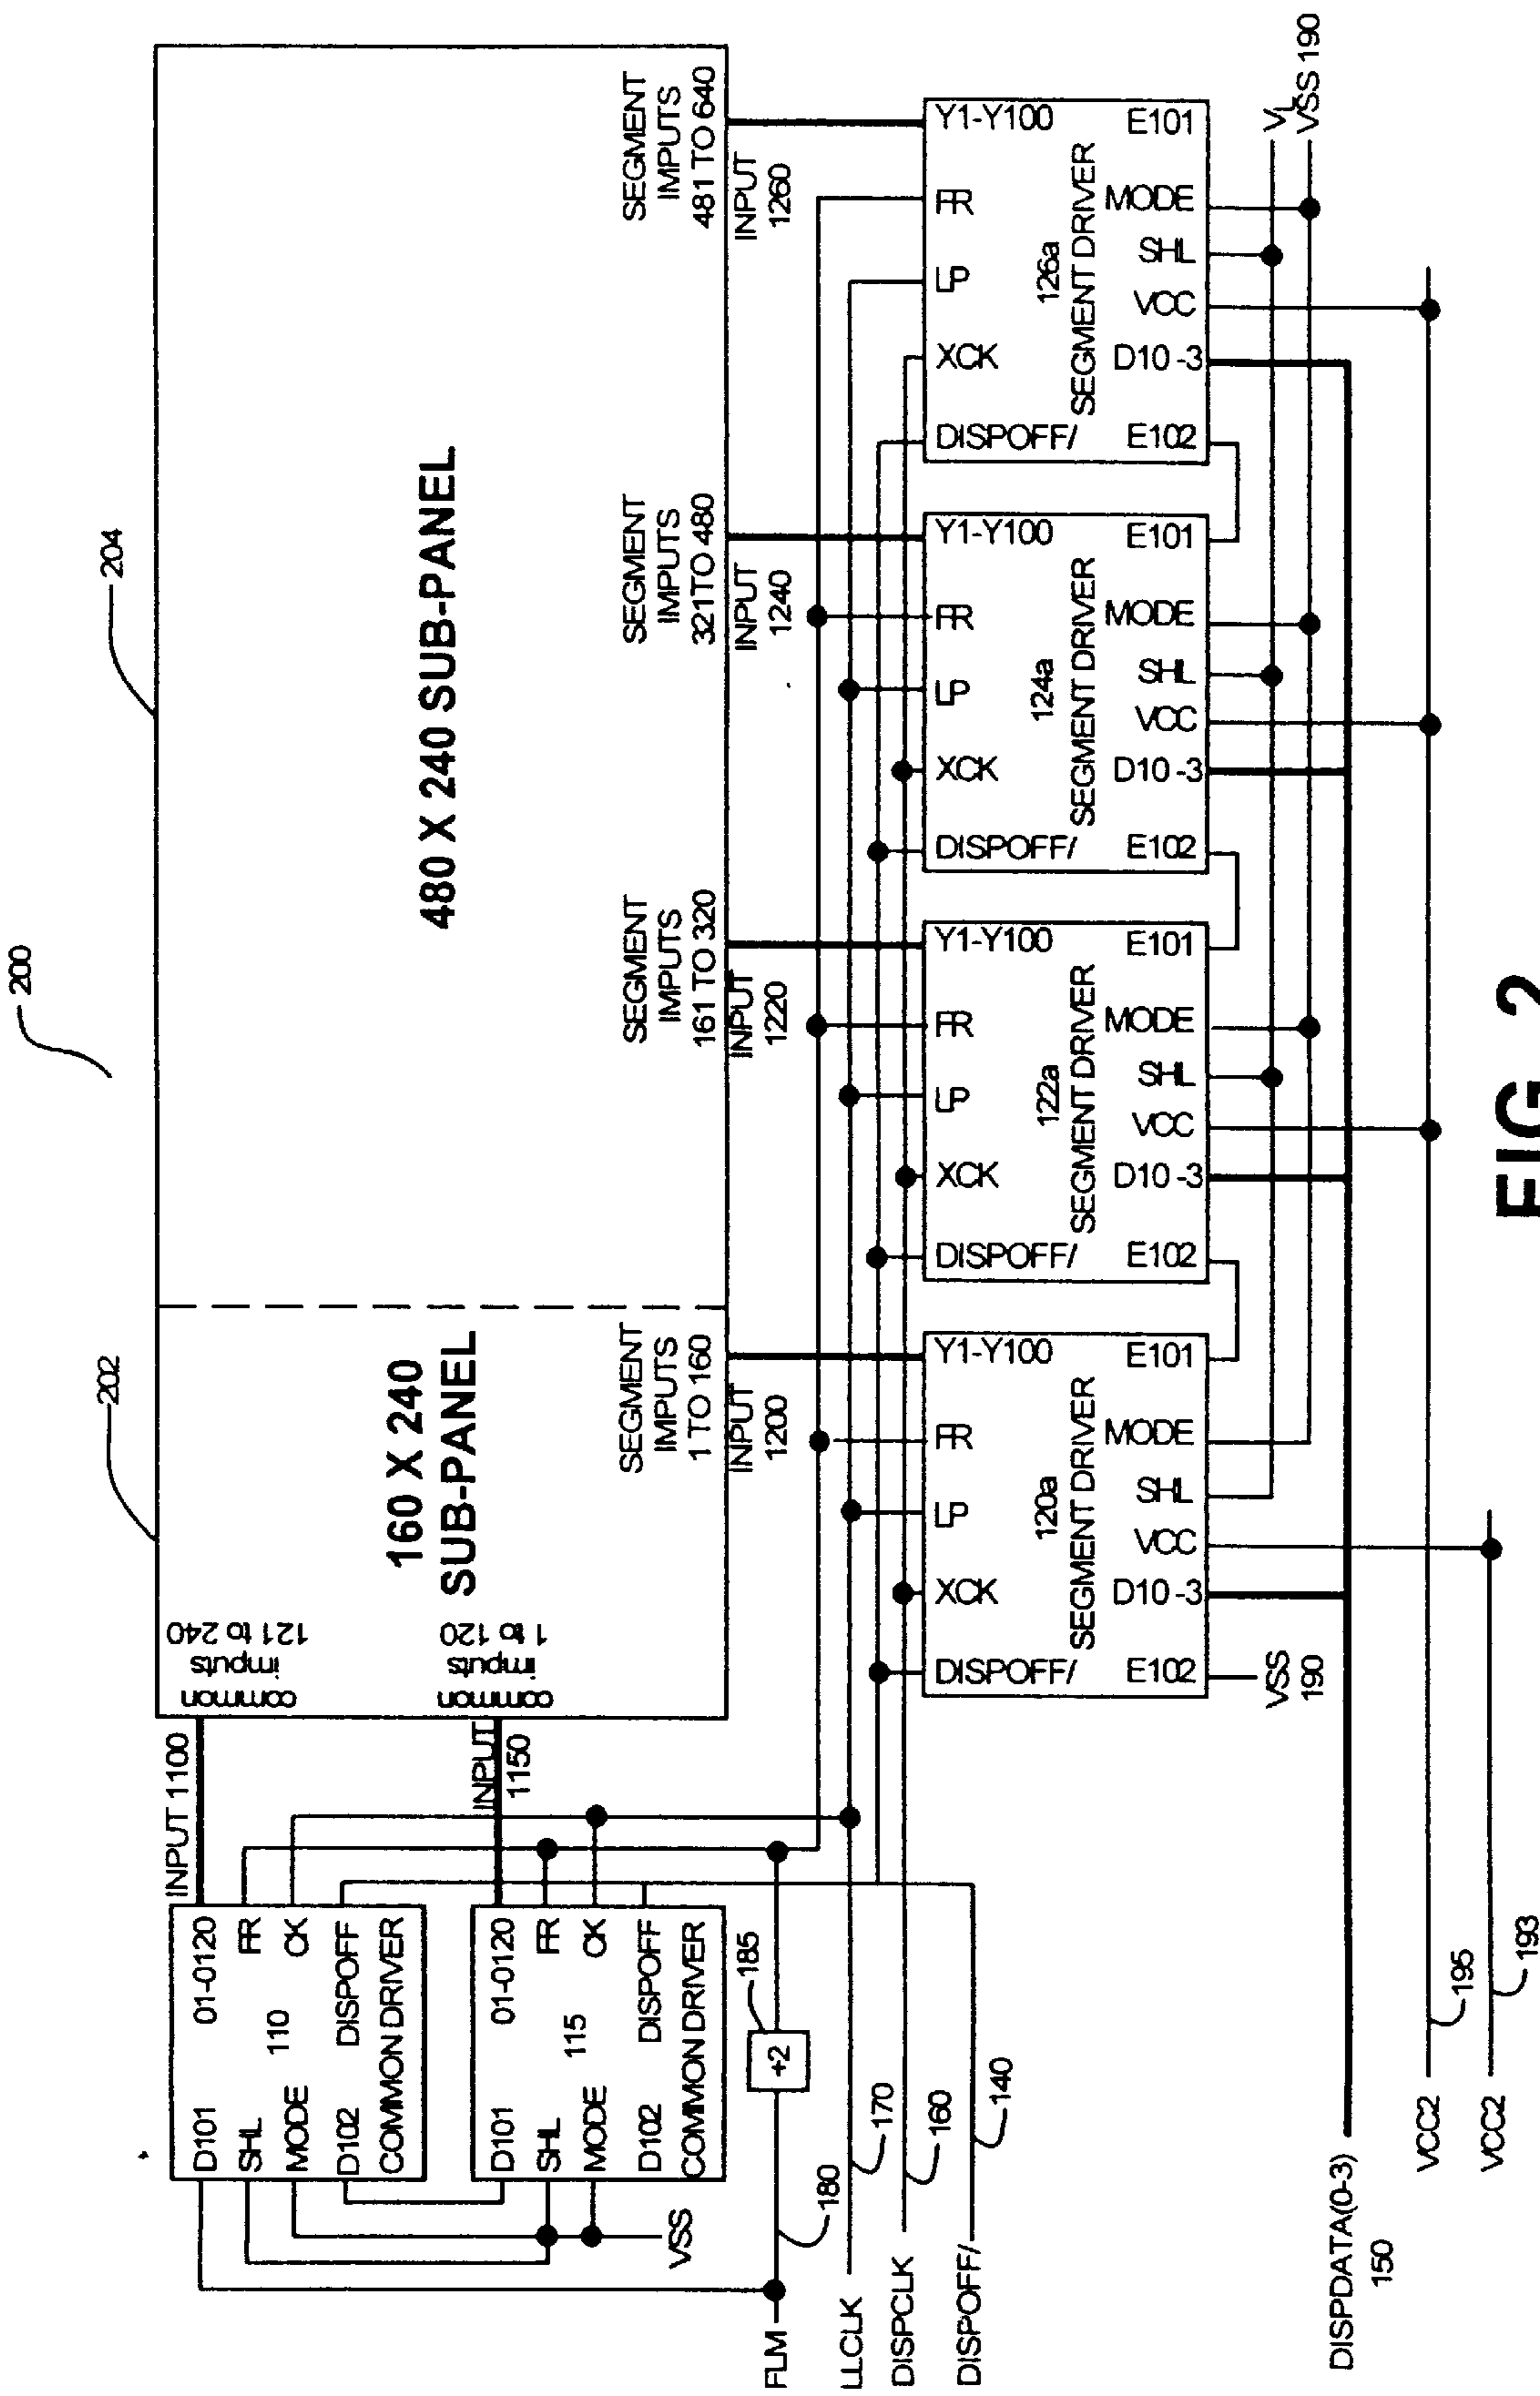 200
202
204
160 X 240
SUB-PANEL
480 X 240 SUB-PANEL
common
imputs
121 to 240
common
imputs
1 to 120
SEGMENT
IMPUTS
1 TO 160
INPUT
1200
SEGMENT
IMPUTS
161 TO 320
INPUT
1220
SEGMENT
IMPUTS
321 TO 480
INPUT
1240
SEGMENT
IMPUTS
481 TO 640
INPUT
1260
INPUT 1100
INPUT
1150
D101 01-0120
SHL FR
MODE 110 CK
D102 DISPOFF
COMMON DRIVER
D101 01-0120
SHL FR
MODE 115 CK
D102 DISPOFF
COMMON DRIVER
VSS
+2
185
FLM
180
LLCLK
170
DISPCLK
160
DISPOFF/
140
DISPOFF/ XCK LP FR Y1-Y100
120a
SEGMENT DRIVER
E102 D10-3 VCC SHL MODE E101
VSS
190
DISPOFF/ XCK LP FR Y1-Y100
122a
SEGMENT DRIVER
E102 D10-3 VCC SHL MODE E101
DISPOFF/ XCK LP FR Y1-Y100
124a
SEGMENT DRIVER
E102 D10-3 VCC SHL MODE E101
DISPOFF/ XCK LP FR Y1-Y100
126a
SEGMENT DRIVER
E102 D10-3 VCC SHL MODE E101
VL
VSS 190
DISPDATA(0-3)
150
VCC2
195
VCC2
193
FIG 2